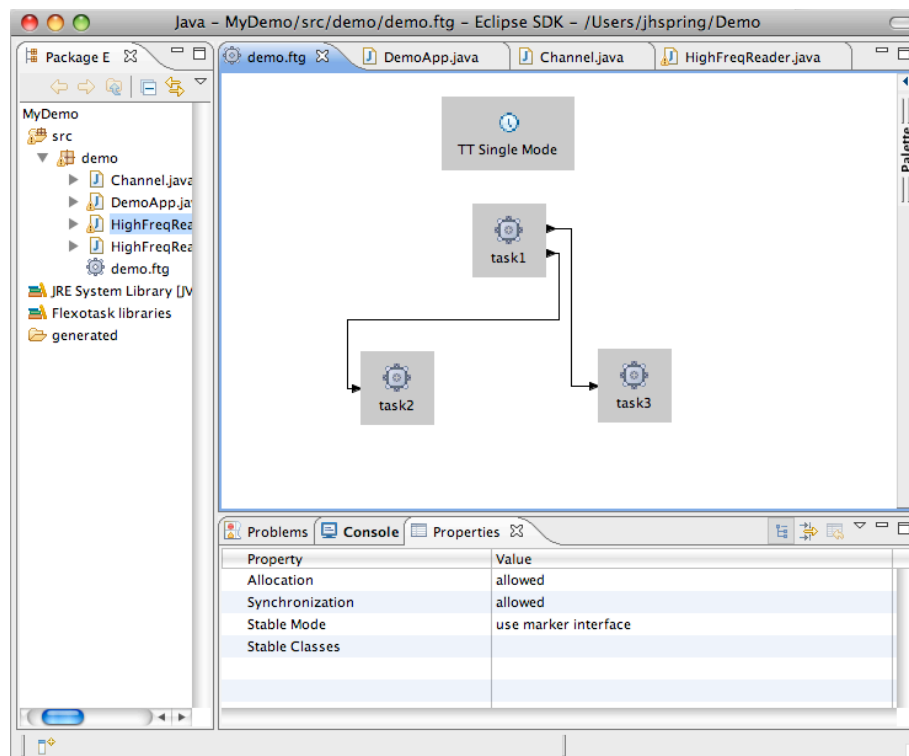 Java - MyDemo/src/demo/demo.ftg - Eclipse SDK - /Users/jhspring/Demo
Package E
demo.ftg
DemoApp.java
Channel.java
HighFreqReader.java
MyDemo
src
demo
Channel.java
DemoApp.ja
HighFreqRea
HighFreqRea
demo.ftg
JRE System Library [JV
Flexotask libraries
generated
TT Single Mode
task1
task2
task3
Palette
Problems
Console
Properties
Property Value
Allocation allowed
Synchronization allowed
Stable Mode use marker interface
Stable Classes